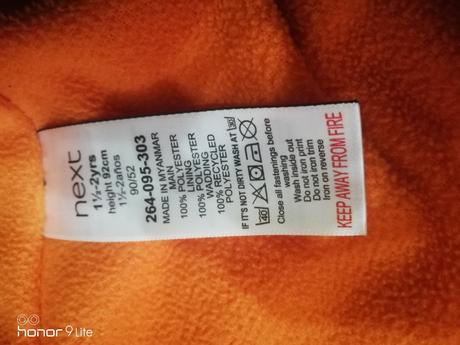 next
1½-2yrs
height 92cm
1½-2años
90/52
264-095-303
MADE IN MYANMAR
MAIN
100% POLYESTER
LINING
100% POLYESTER
WADDING
100% RECYCLED
POLYESTER
IF IT'S NOT DIRTY WASH AT 30
40
Close all fastenings before
washing
Wash inside out
Do not iron print
Do not iron trim
Iron on reverse
KEEP AWAY FROM FIRE
honor 9 Lite